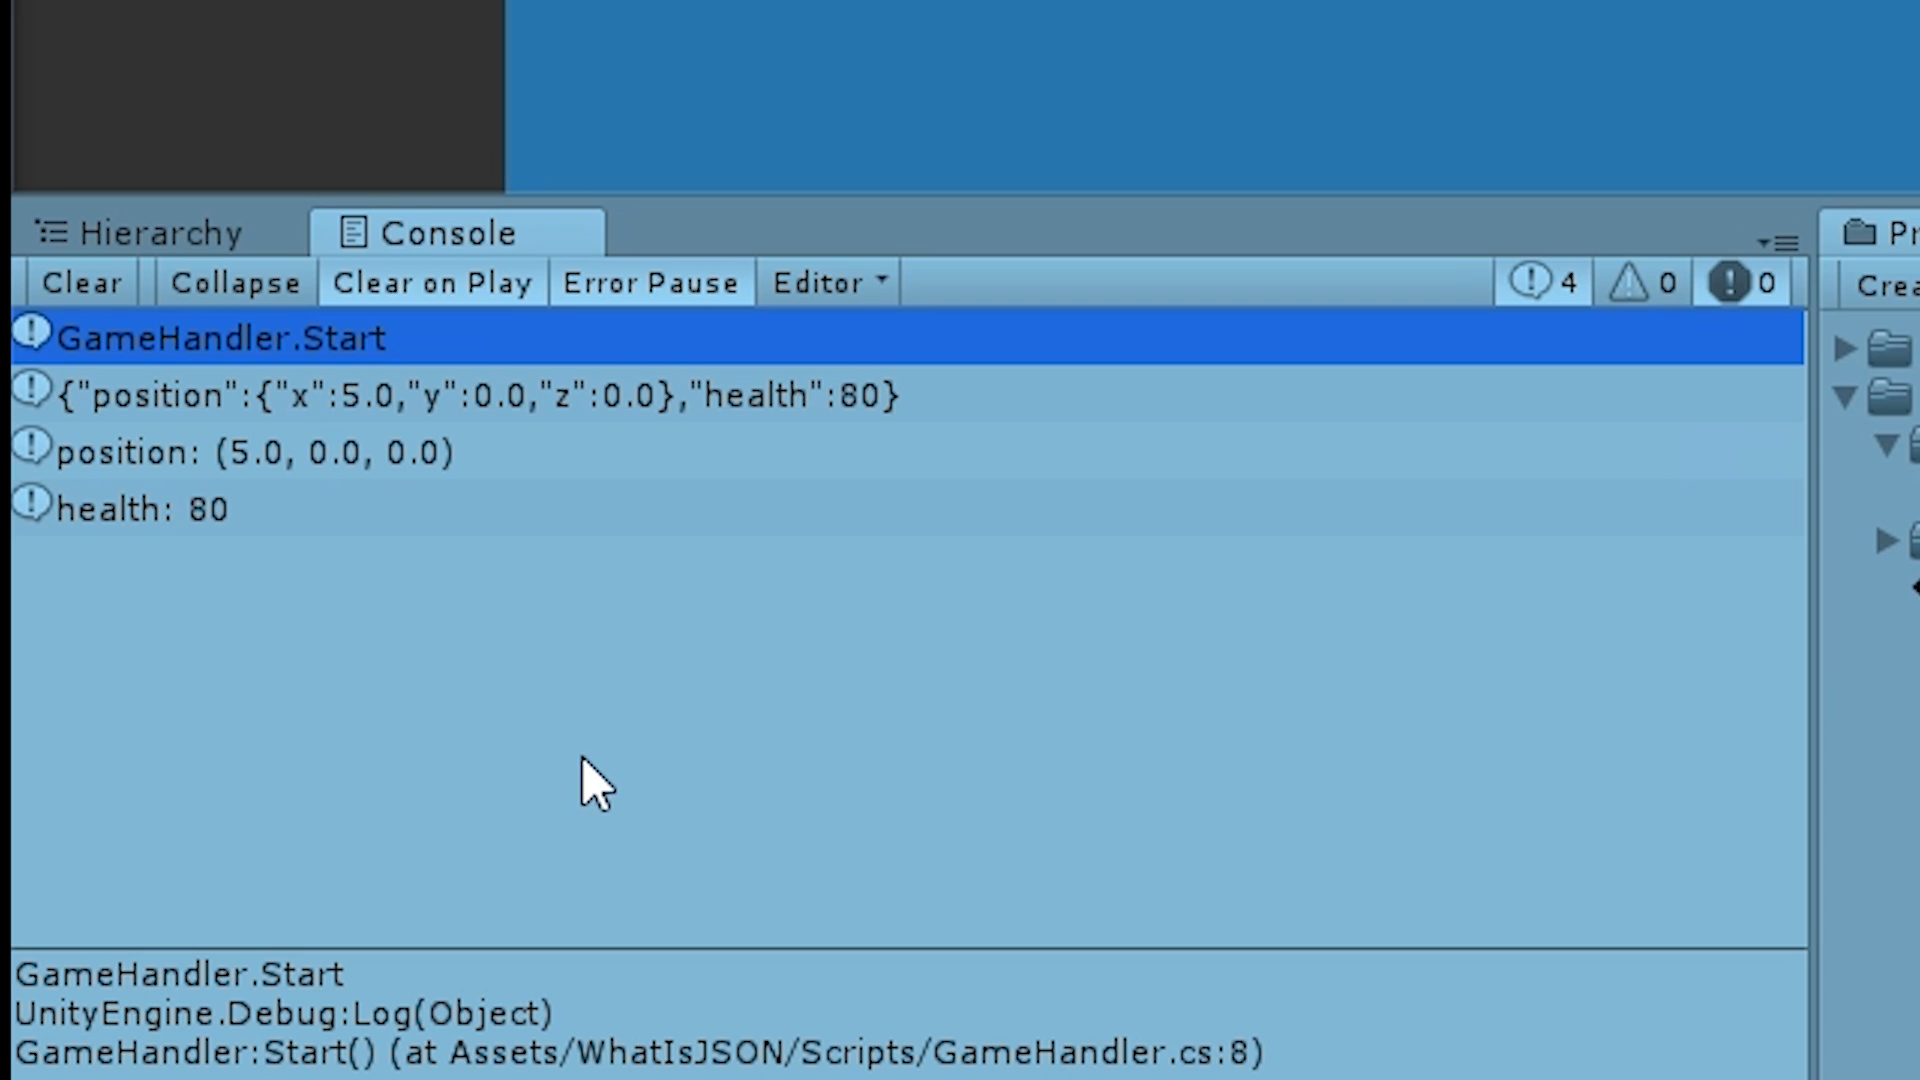 Hierarchy
Console
Clear
Collapse
Clear on Play
Error Pause
Editor
4
0
0
GameHandler.Start
{"position":{"x":5.0,"y":0.0,"z":0.0},"health":80}
position: (5.0, 0.0, 0.0)
health: 80
GameHandler.Start
UnityEngine.Debug:Log(Object)
GameHandler:Start() (at Assets/WhatIsJSON/Scripts/GameHandler.cs:8)